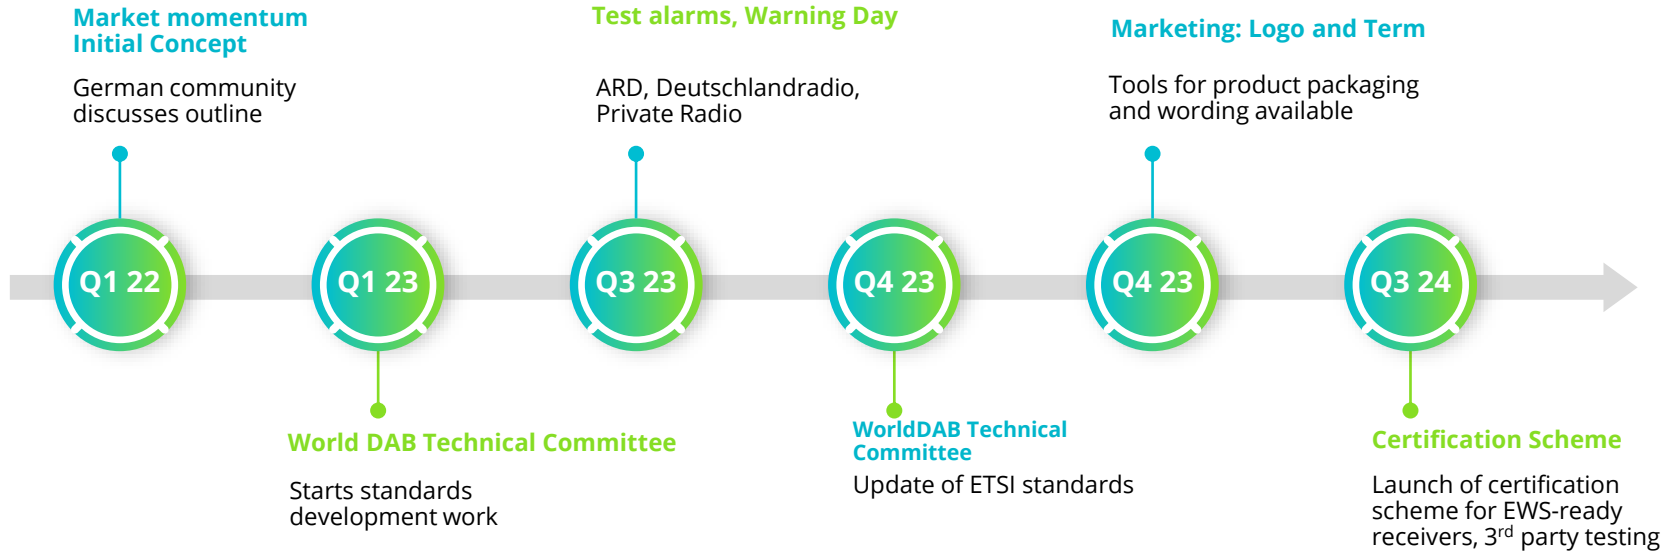 Market momentum
Initial Concept
German community
discusses outline
Test alarms, Warning Day
ARD, Deutschlandradio,
Private Radio
Marketing: Logo and Term
Tools for product packaging
and wording available
Q1 22
Q1 23
Q3 23
Q4 23
Q4 23
Q3 24
World DAB Technical Committee
Starts standards
development work
WorldDAB Technical
Committee
Update of ETSI standards
Certification Scheme
Launch of certification
scheme for EWS-ready
receivers, 3rd party testing